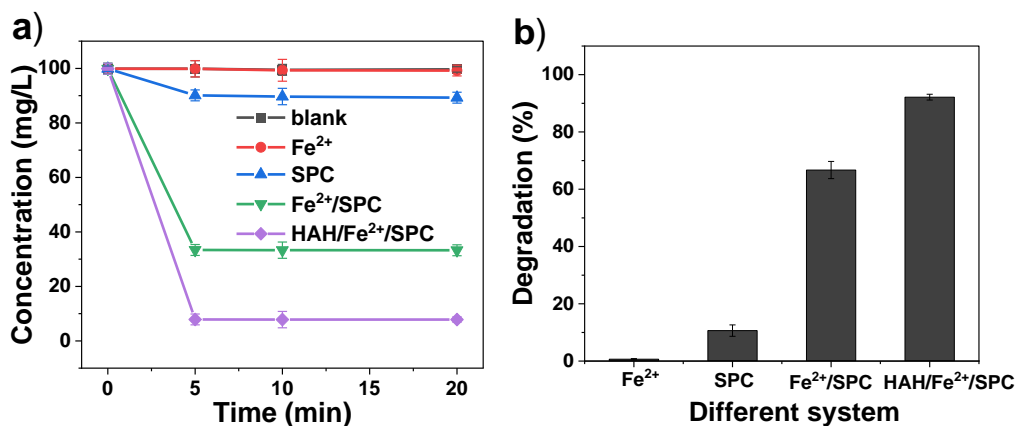 a)
Concentration (mg/L)
100
80
60
40
20
0
blank
Fe²⁺
SPC
Fe²⁺/SPC
HAH/Fe²⁺/SPC
0 5 10 15 20
Time (min)
b)
Degradation (%)
100
80
60
40
20
0
Fe²⁺ SPC Fe²⁺/SPC HAH/Fe²⁺/SPC
Different system